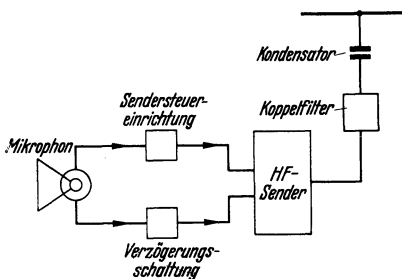 Kondensator
Sendersteuer-
einrichtung
Koppelfilter
Mikrophon
HF-
Sender
Verzögerungs-
schaltung